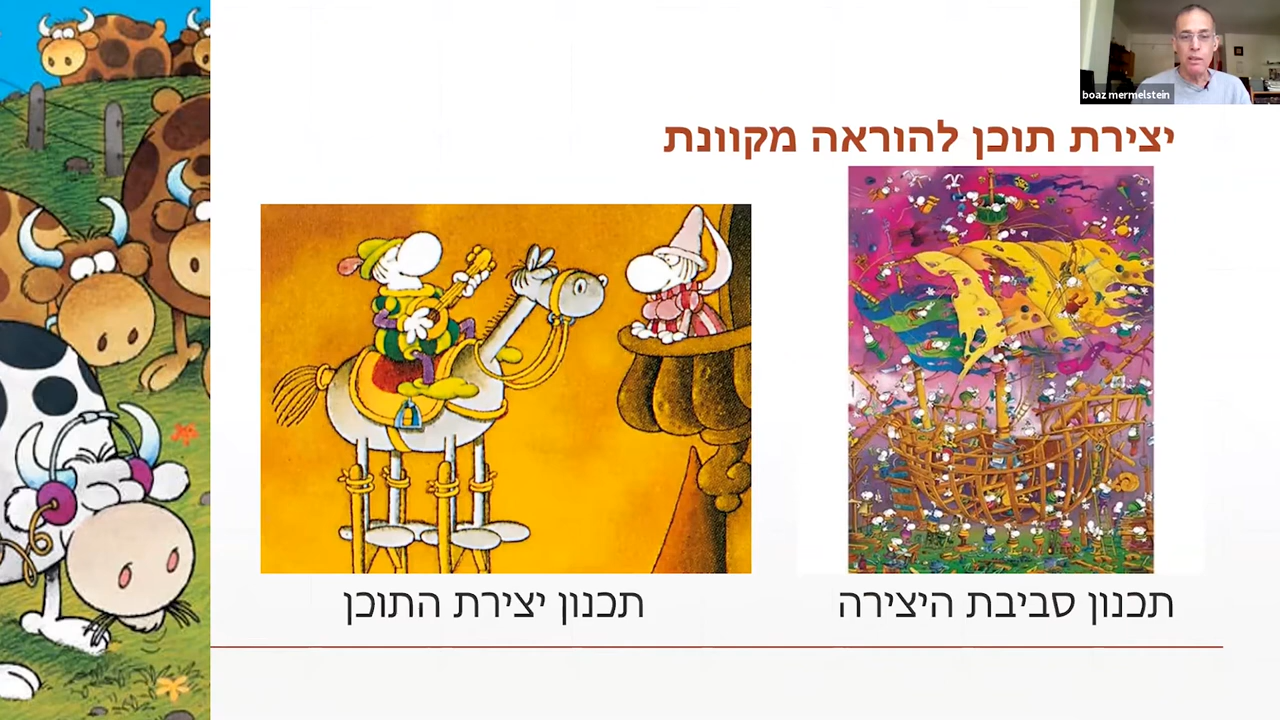 boaz mermelstein
יצירת תוכן להוראה מקוונת
תכנון סביבת היצירה
תכנון יצירת התוכן